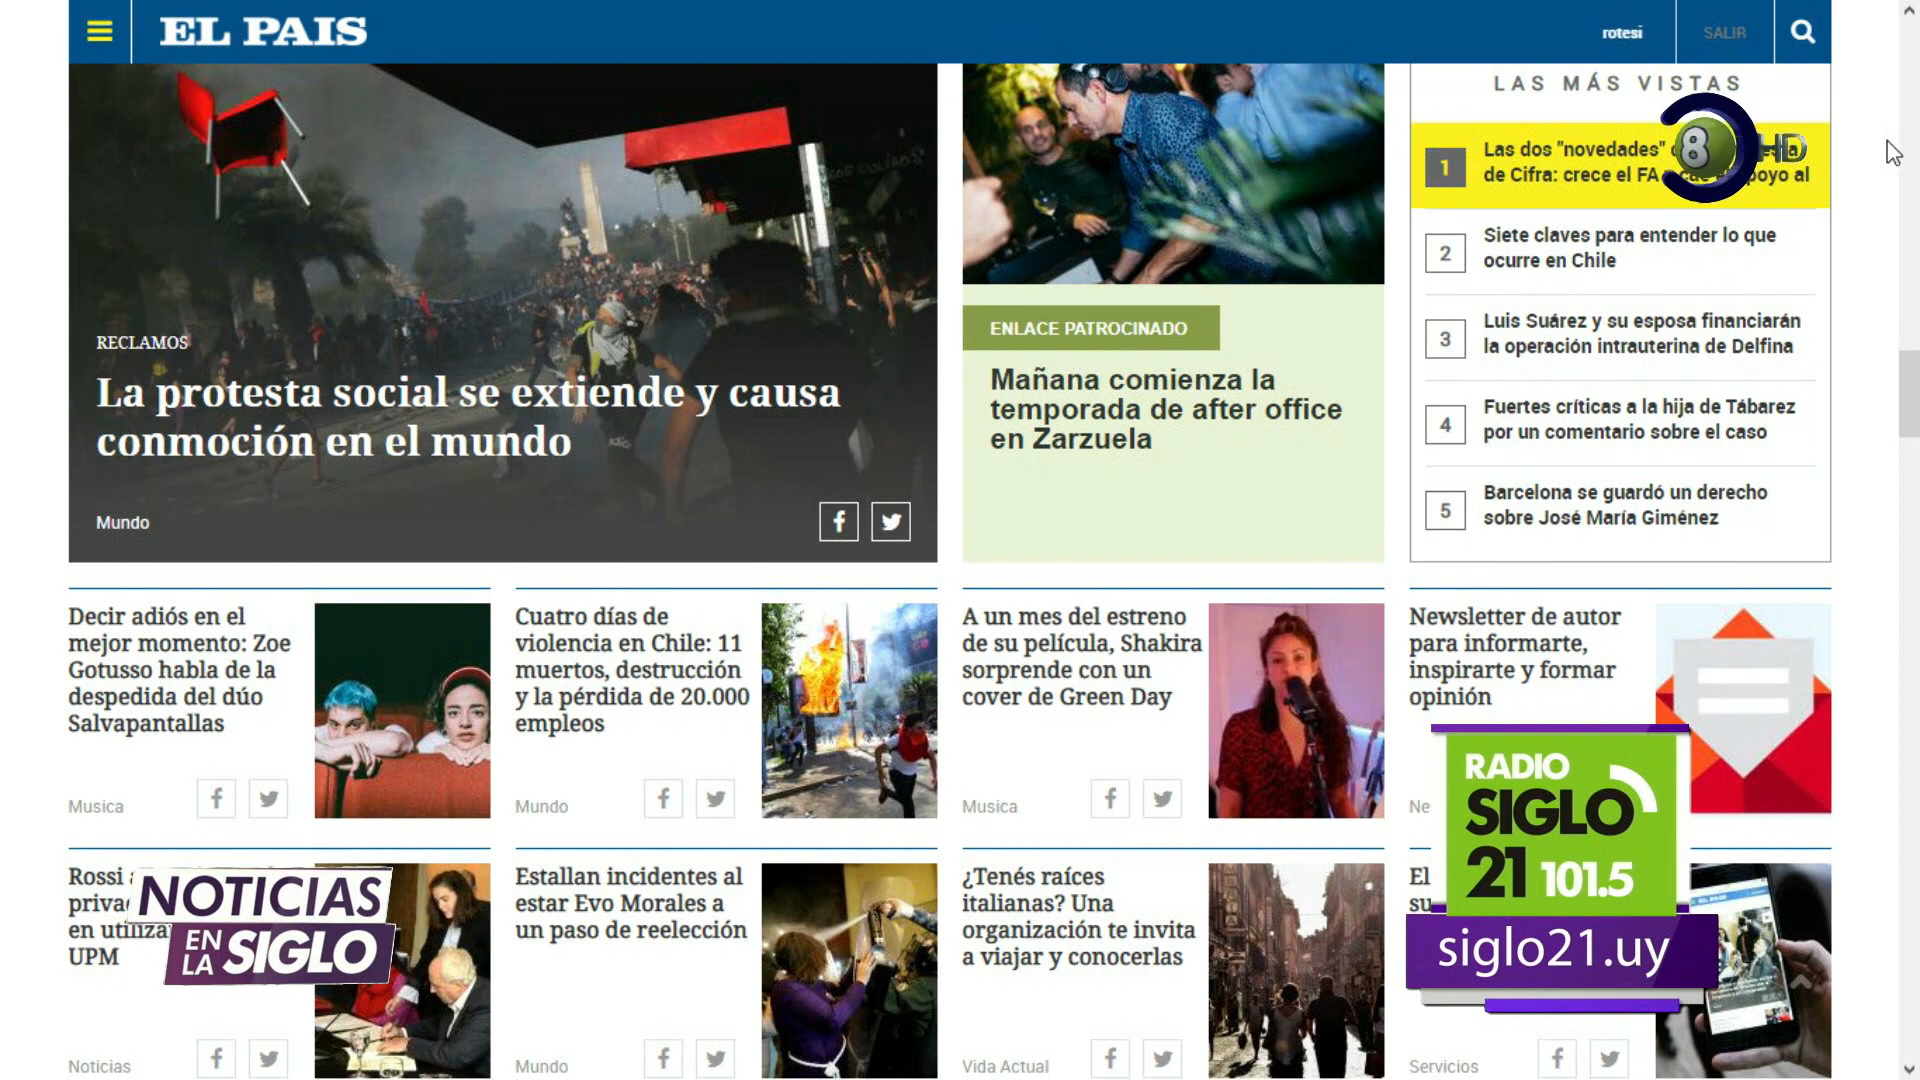 EL PAIS
rotesi
SALIR
RECLAMOS
La protesta social se extiende y causa
conmoción en el mundo
Mundo
ENLACE PATROCINADO
Mañana comienza la
temporada de after office
en Zarzuela
LAS MÁS VISTAS
8 HD
1
Las dos "novedades"
de Cifra: crece el FA
poyo al
2
Siete claves para entender lo que
ocurre en Chile
3
Luis Suárez y su esposa financiarán
la operación intrauterina de Delfina
4
Fuertes críticas a la hija de Tábarez
por un comentario sobre el caso
5
Barcelona se guardó un derecho
sobre José María Giménez
Decir adiós en el
mejor momento: Zoe
Gotusso habla de la
despedida del dúo
Salvapantallas
Musica
Cuatro días de
violencia en Chile: 11
muertos, destrucción
y la pérdida de 20.000
empleos
Mundo
A un mes del estreno
de su película, Shakira
sorprende con un
cover de Green Day
Musica
Newsletter de autor
para informarte,
inspirarte y formar
opinión
Ne
Rossi
priva
en utiliza
UPM
Noticias
Estallan incidentes al
estar Evo Morales a
un paso de reelección
Mundo
¿Tenés raíces
italianas? Una
organización te invita
a viajar y conocerlas
Vida Actual
El
su
Servicios
NOTICIAS
EN LA SIGLO
RADIO
SIGLO
21 101.5
siglo21.uy